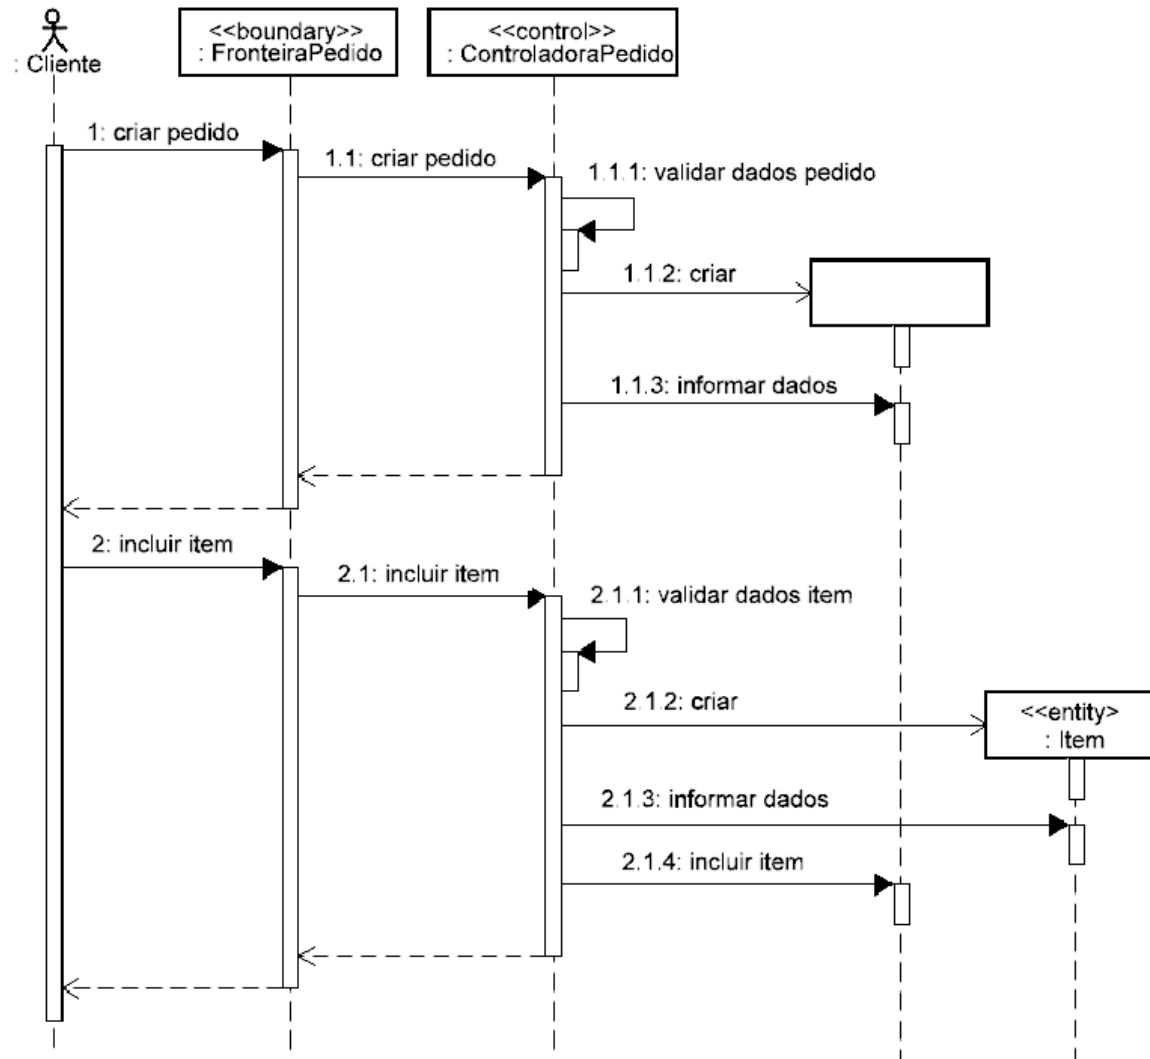 : Cliente
<<boundary>>
: FronteiraPedido
<<control>>
: ControladoraPedido
1: criar pedido
1.1: criar pedido
1.1.1: validar dados pedido
1.1.2: criar
1.1.3: informar dados
2: incluir item
2.1: incluir item
2.1.1: validar dados item
2.1.2: criar
<<entity>
: Item
2.1.3: informar dados
2.1.4: incluir item